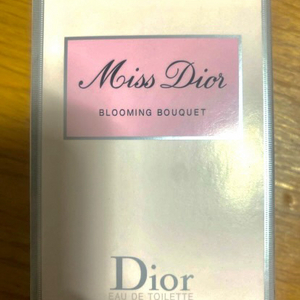 Miss Dior
BLOOMING BOUQUET
Dior
EAU DE TOILETTE